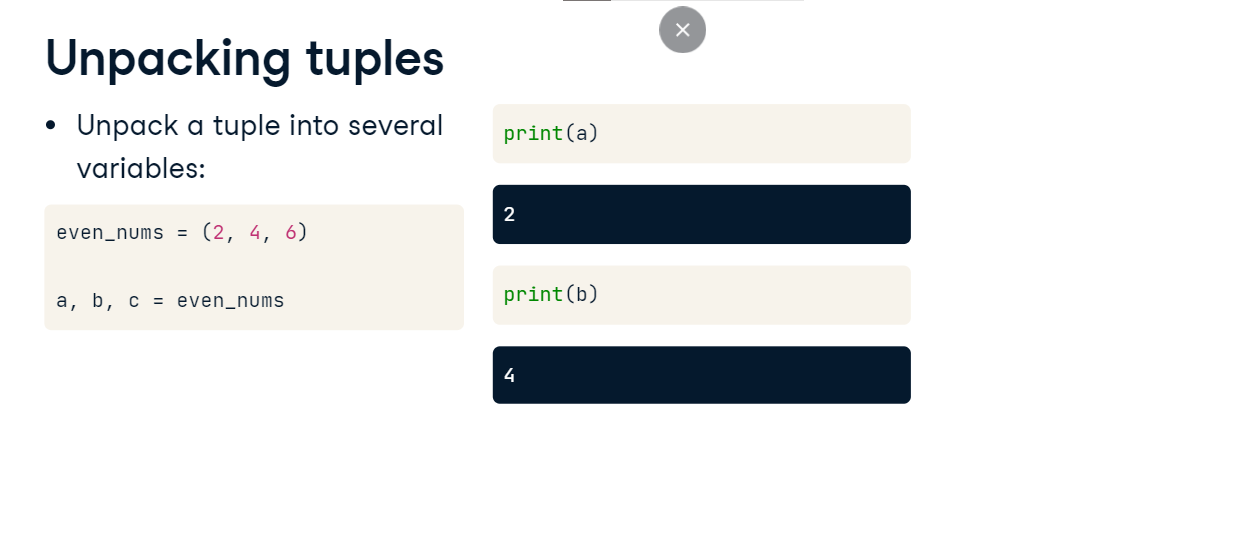 Unpacking tuples
• Unpack a tuple into several
variables:
even_nums = (2, 4, 6)
a, b, c = even_nums
print(a)
2
print(b)
4